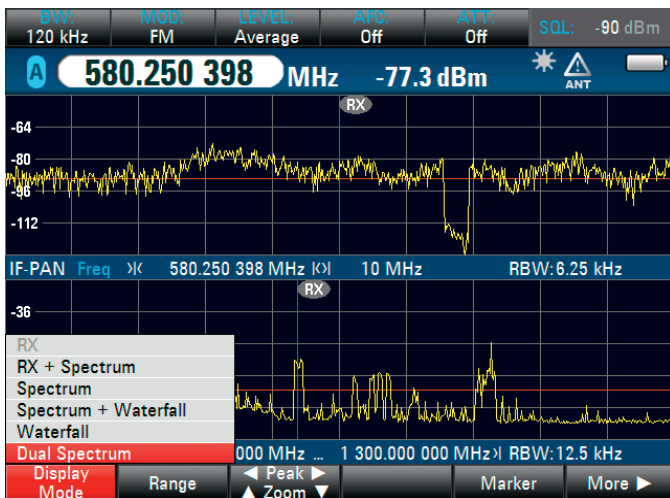 BW: MOD: LEVEL: AFC: ATT: SQL: -90 dBm
120 kHz FM Average Off Off
A 580.250 398 MHz -77.3 dBm ANT
RX
-64
-80
-96
-112
IF-PAN Freq 580.250 398 MHz 10 MHz RBW:6.25 kHz
RX
-36
RX
RX + Spectrum
Spectrum
Spectrum + Waterfall
Waterfall
Dual Spectrum 000 MHz ... 1 300.000 000 MHz RBW:12.5 kHz
Display Mode
Range
◀ Peak ▶
▲ Zoom ▼
Marker
More ▶